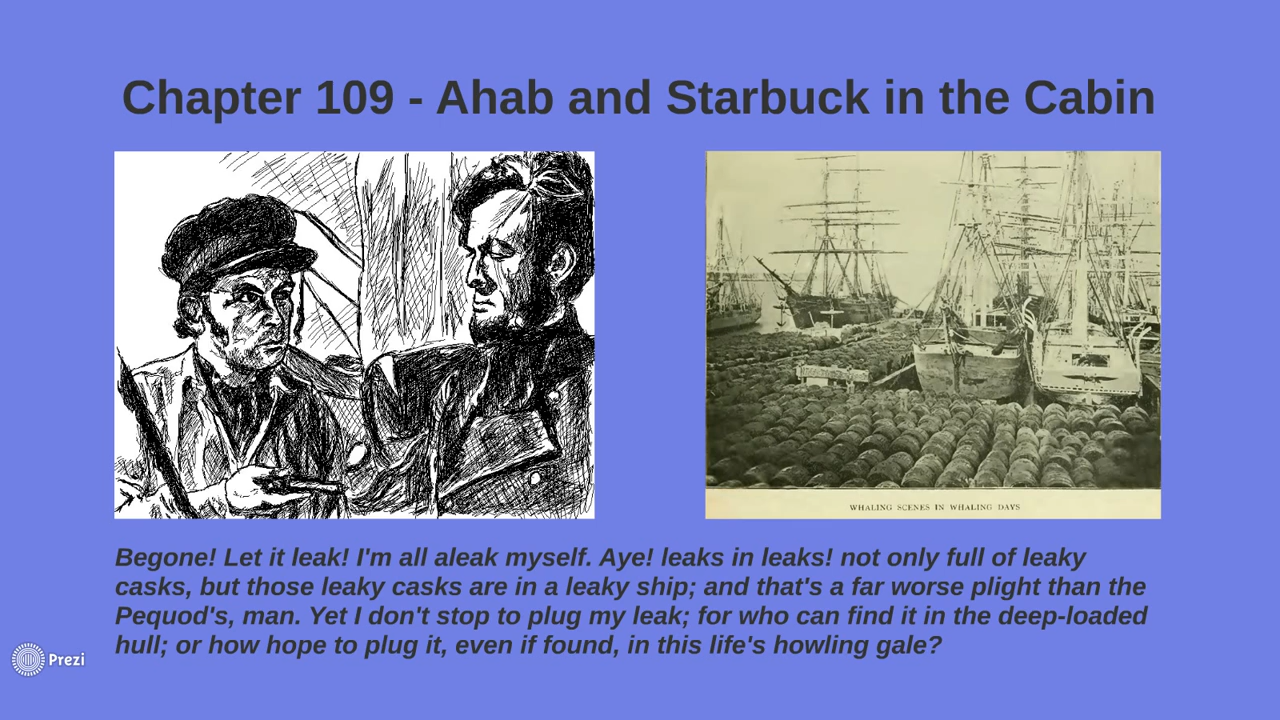 Chapter 109 - Ahab and Starbuck in the Cabin
WHALING SCENES IN WHALING DAYS
Begone! Let it leak! I'm all aleak myself. Aye! leaks in leaks! not only full of leaky
casks, but those leaky casks are in a leaky ship; and that's a far worse plight than the
Pequod's, man. Yet I don't stop to plug my leak; for who can find it in the deep-loaded
hull; or how hope to plug it, even if found, in this life's howling gale?
Prezi